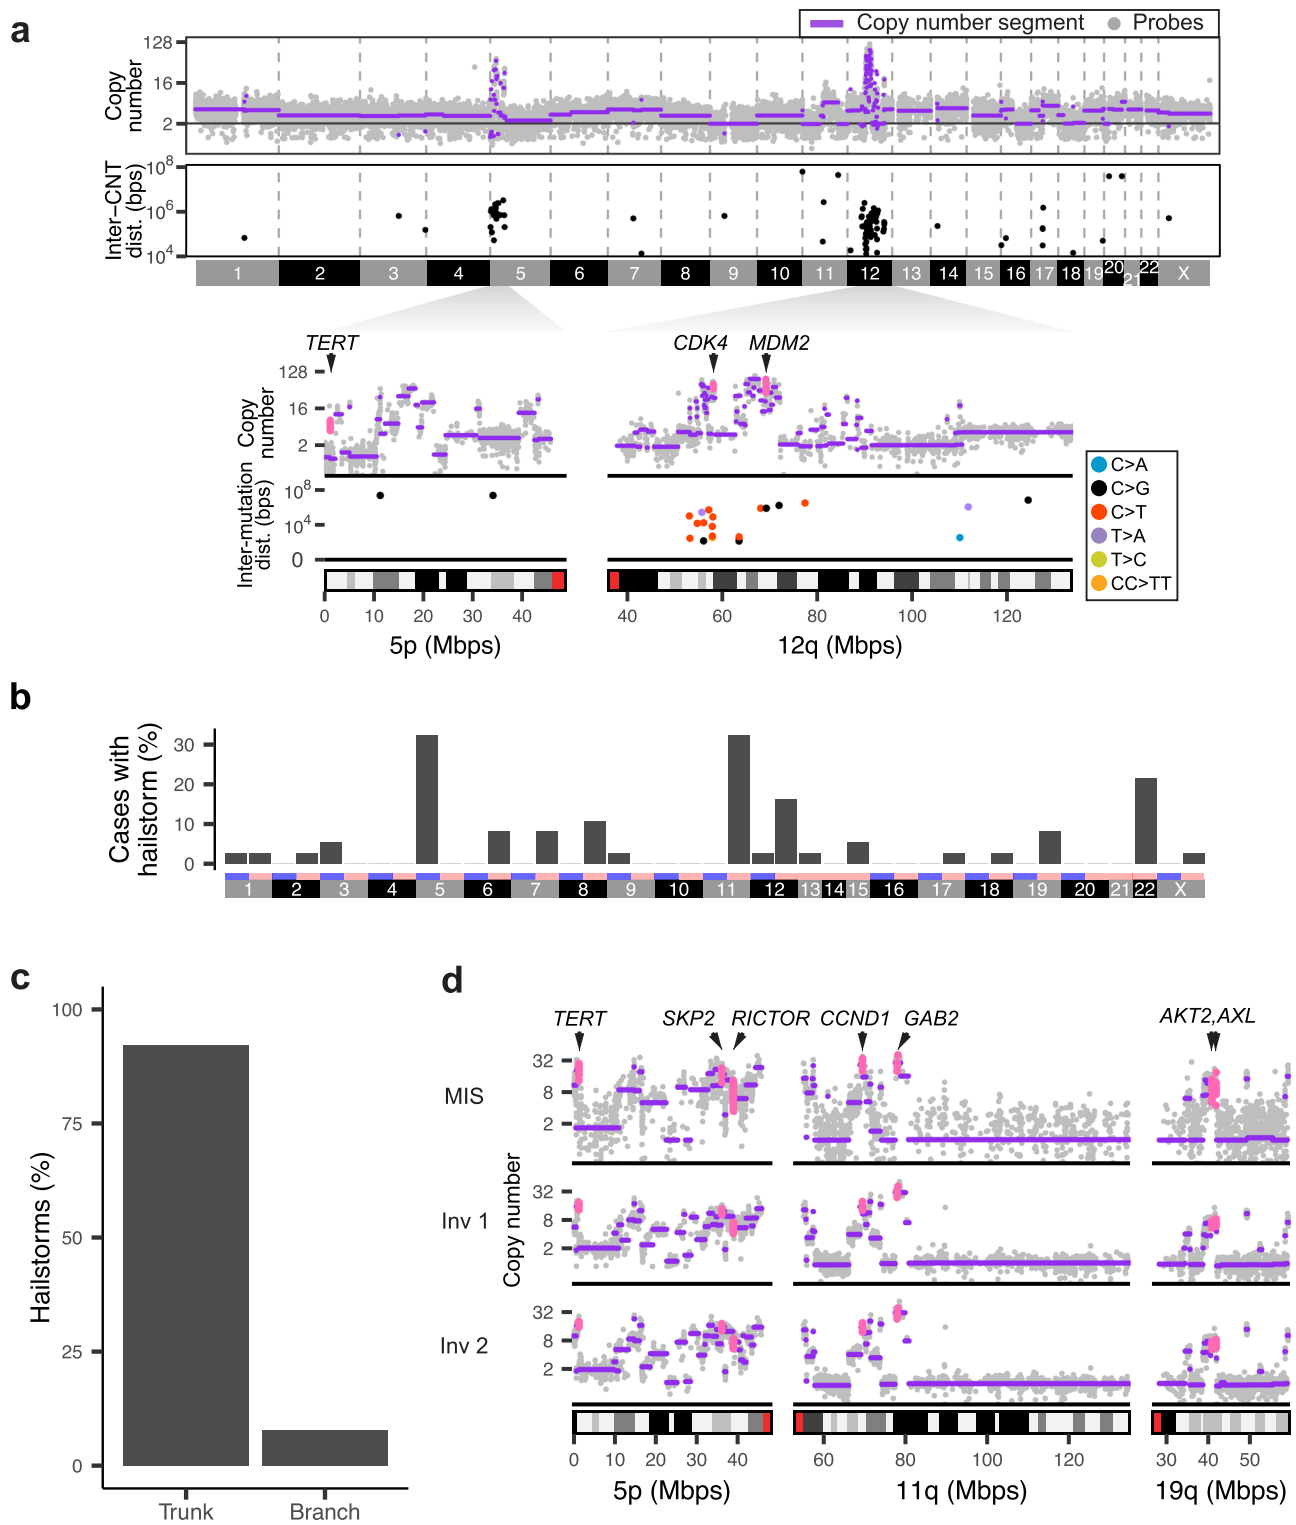 a
Copy number segment Probes
Copy
number
128
16
2
Inter−CNT
dist. (bps)
10^8
10^6
10^4
1 2 3 4 5 6 7 8 9 10 11 12 13 14 15 16 17 18 19 20 21 22 X
TERT CDK4 MDM2
Copy
number
128
16
2
Inter-mutation
dist. (bps)
10^8
10^4
0
C>A
C>G
C>T
T>A
T>C
CC>TT
0 10 20 30 40 40 60 80 100 120
5p (Mbps) 12q (Mbps)
b
Cases with
hailstorm (%)
30
20
10
0
1 2 3 4 5 6 7 8 9 10 11 12 13 14 15 16 17 18 19 20 21 22 X
c
Hailstorms (%)
100
75
50
25
0
Trunk Branch
d
TERT SKP2 RICTOR CCND1 GAB2 AKT2,AXL
Copy number
MIS
32
8
2
Inv 1
32
8
2
Inv 2
32
8
2
0 10 20 30 40 60 80 100 120 30 40 50
5p (Mbps) 11q (Mbps) 19q (Mbps)